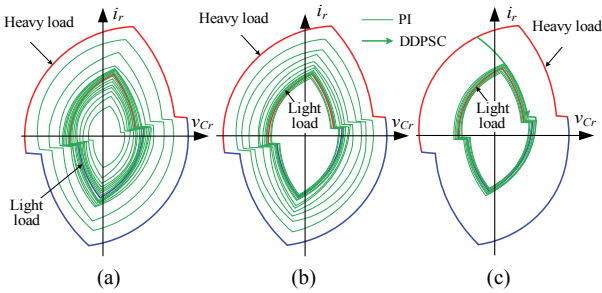 i_r
Heavy load
v_Cr
Light
load
(a)
i_r
Heavy load
Light
load
v_Cr
(b)
PI
DDPSC
i_r
Heavy load
Light
load
v_Cr
(c)